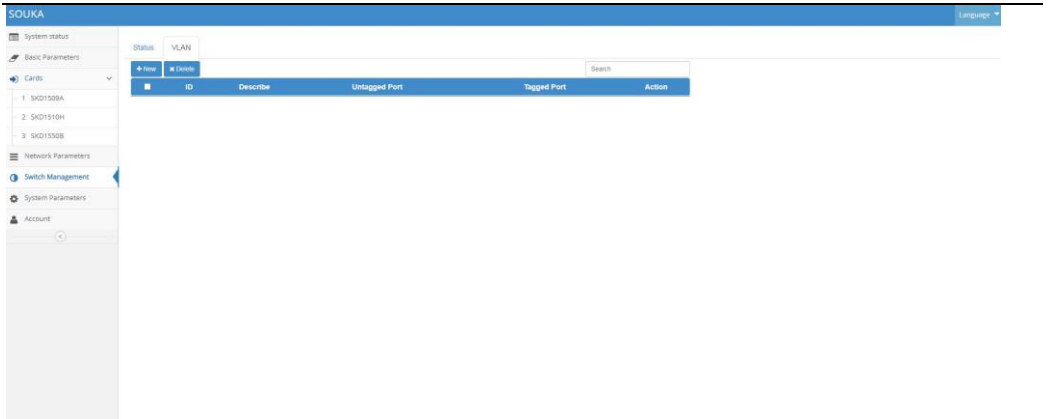 SOUKA
Language
System status
Basic Parameters
Cards
1 SKD1509A
2 SKD1510H
3 SKD1550B
Network Parameters
Switch Management
System Parameters
Account
Status VLAN
New Delete
Search
ID Describe Untagged Port Tagged Port Action